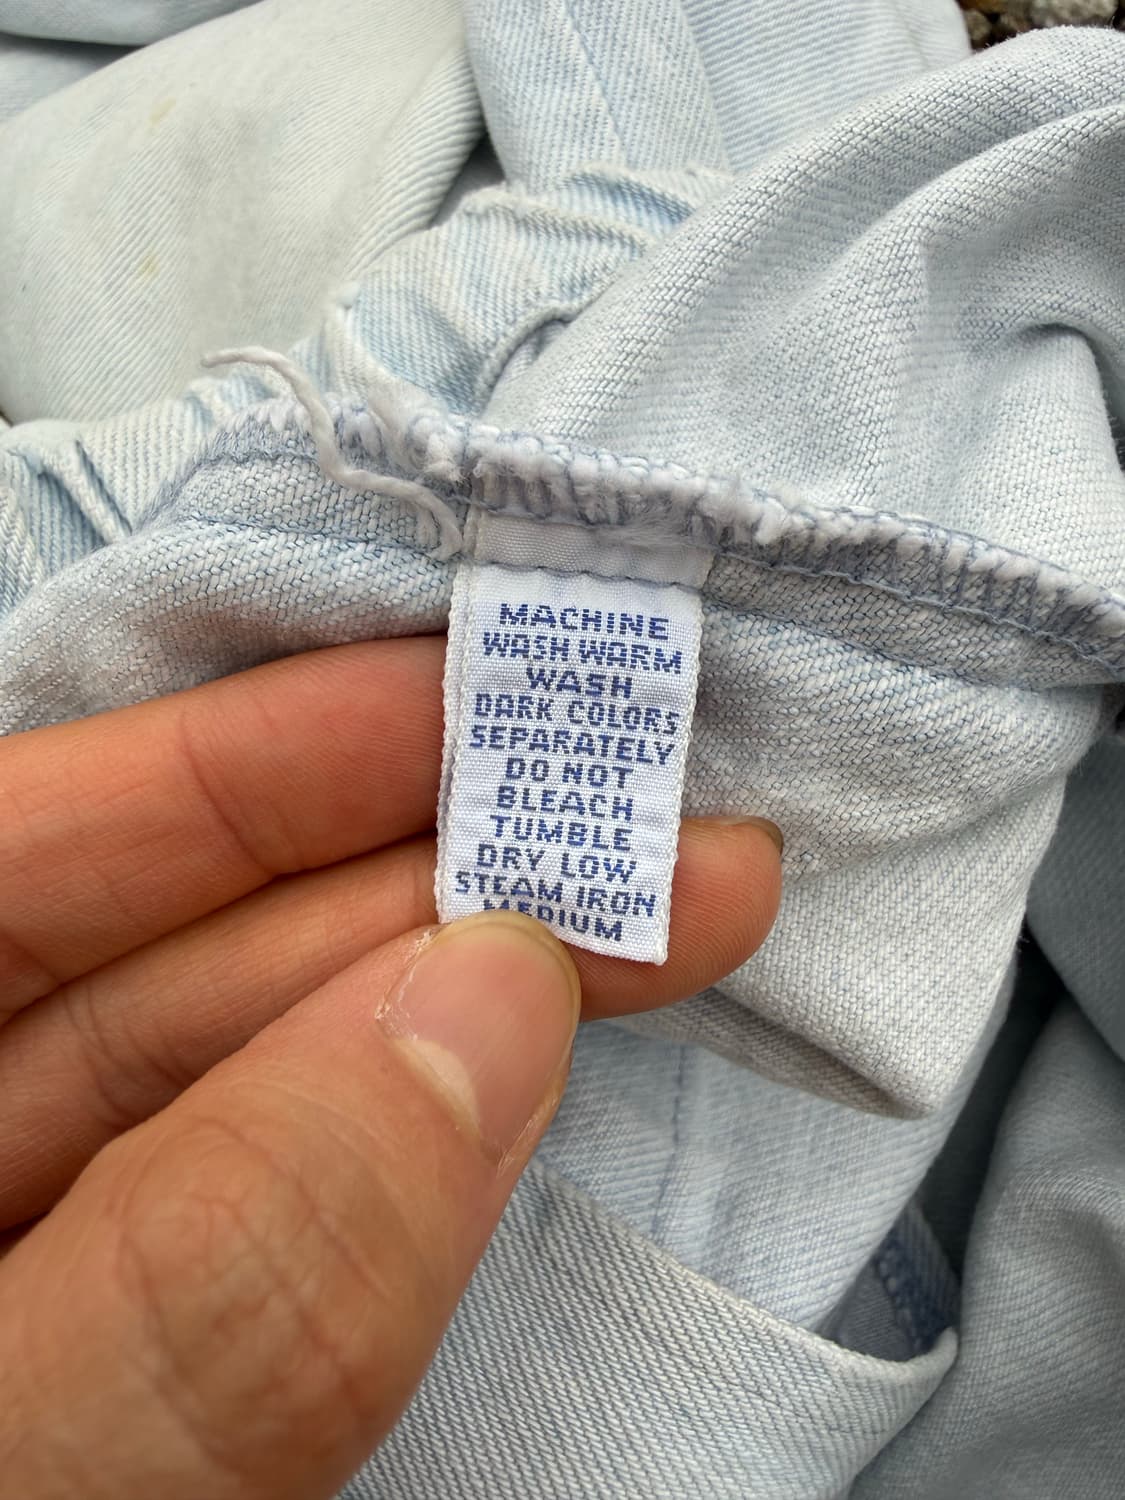 MACHINE
WASH WARM
WASH
DARK COLORS
SEPARATELY
DO NOT
BLEACH
TUMBLE
DRY LOW
STEAM IRON
MEDIUM